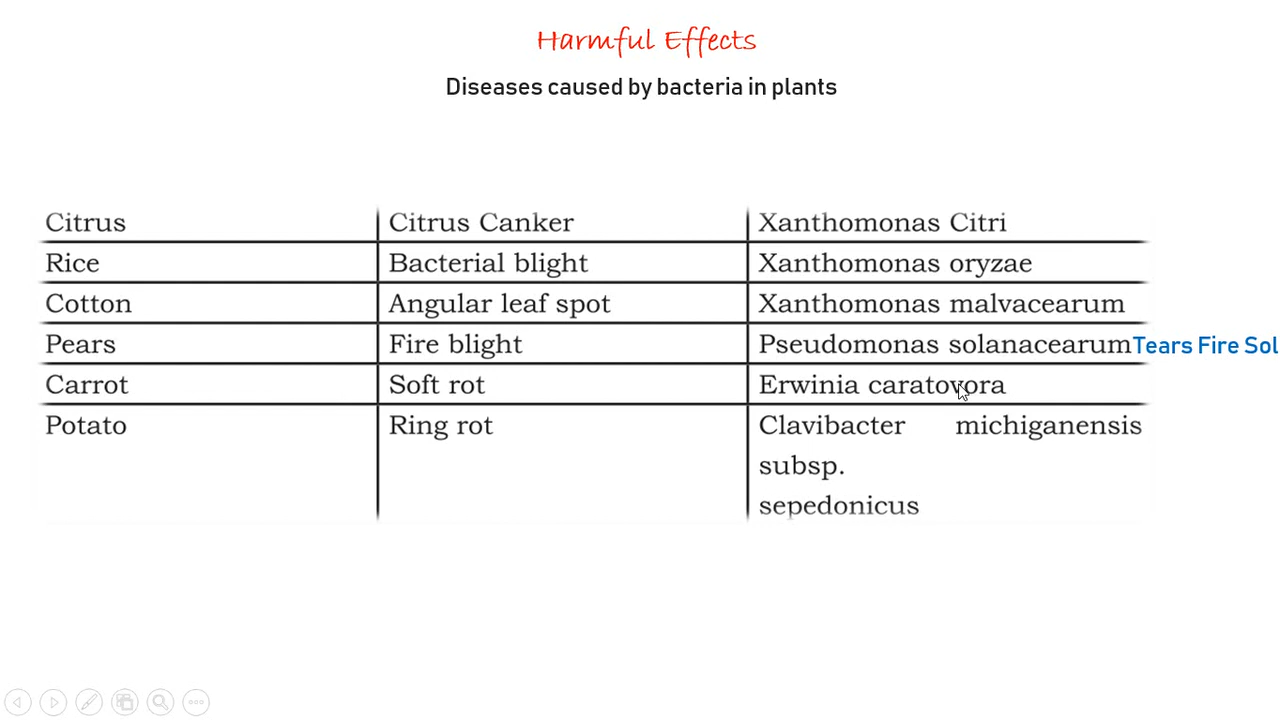 Harmful Effects
Diseases caused by bacteria in plants
Citrus Citrus Canker Xanthomonas Citri
Rice Bacterial blight Xanthomonas oryzae
Cotton Angular leaf spot Xanthomonas malvacearum
Pears Fire blight Pseudomonas solanacearum Tears Fire Sol
Carrot Soft rot Erwinia caratovora
Potato Ring rot Clavibacter michiganensis
subsp.
sepedonicus